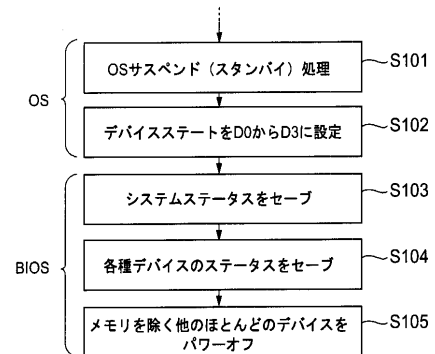 OS
OSサスペンド（スタンバイ）処理
S101
デバイスステートをD0からD3に設定
S102
BIOS
システムステータスをセーブ
S103
各種デバイスのステータスをセーブ
S104
メモリを除く他のほとんどのデバイスを
パワーオフ
S105